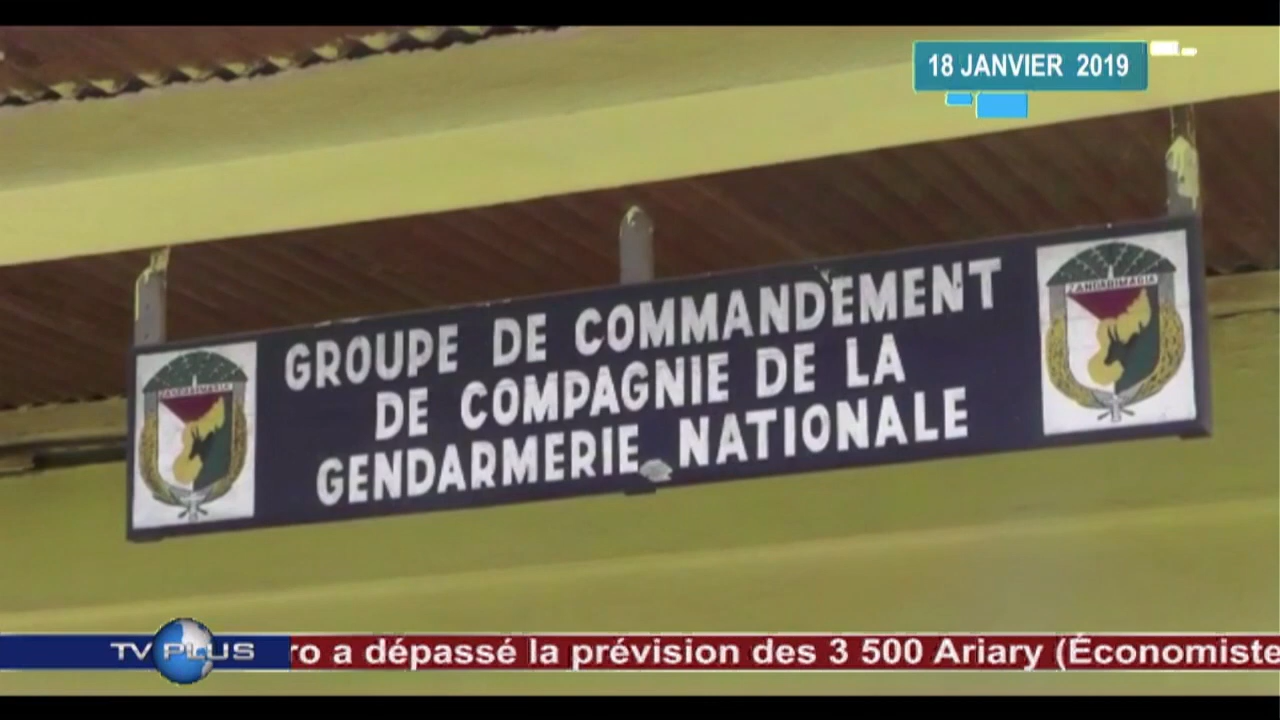 18 JANVIER 2019
GROUPE DE COMMANDEMENT
DE COMPAGNIE DE LA
GENDARMERIE NATIONALE
ZANDARIMARIA
ZANDARIMARIA
TV PLUS
ro a dépassé la prévision des 3 500 Ariary (Économiste